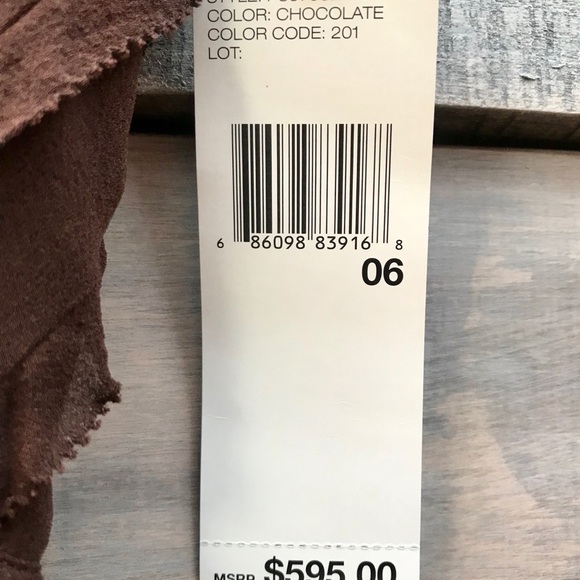 COLOR: CHOCOLATE
COLOR CODE: 201
LOT:
6 86098 83916 8
06
MSRP $595.00